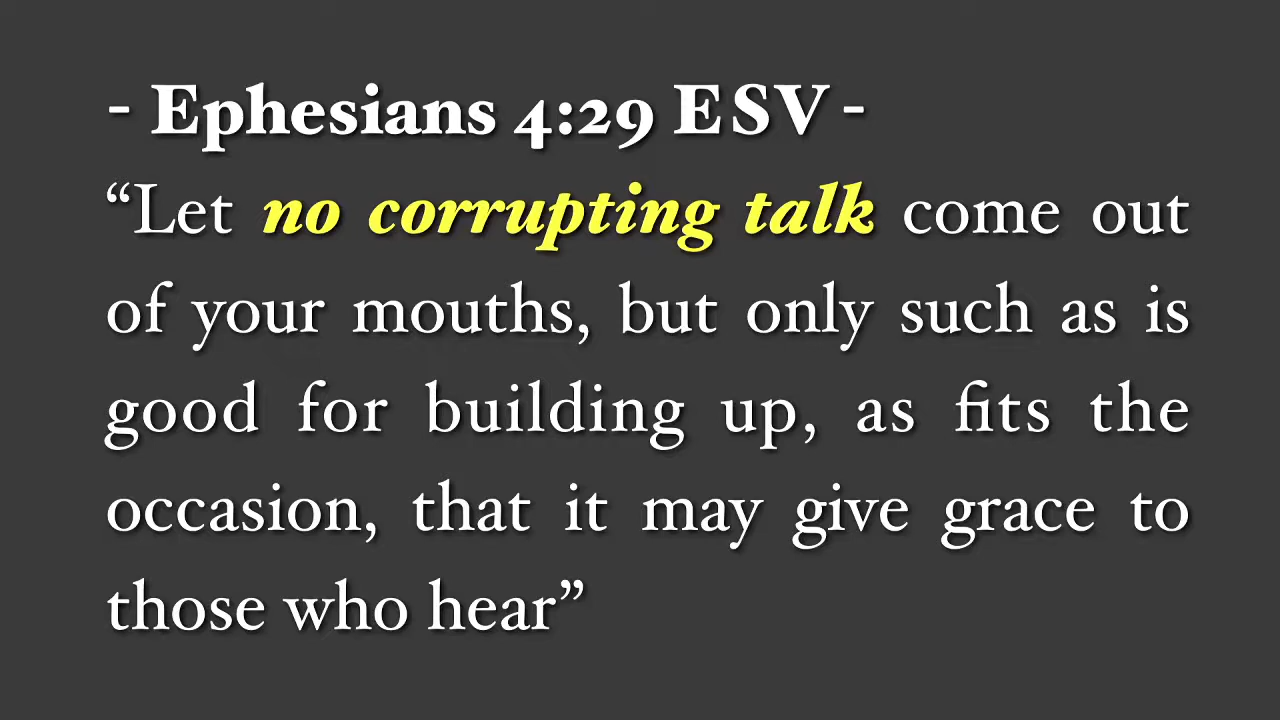 - Ephesians 4:29 ESV -
“Let no corrupting talk come out
of your mouths, but only such as is
good for building up, as fits the
occasion, that it may give grace to
those who hear”